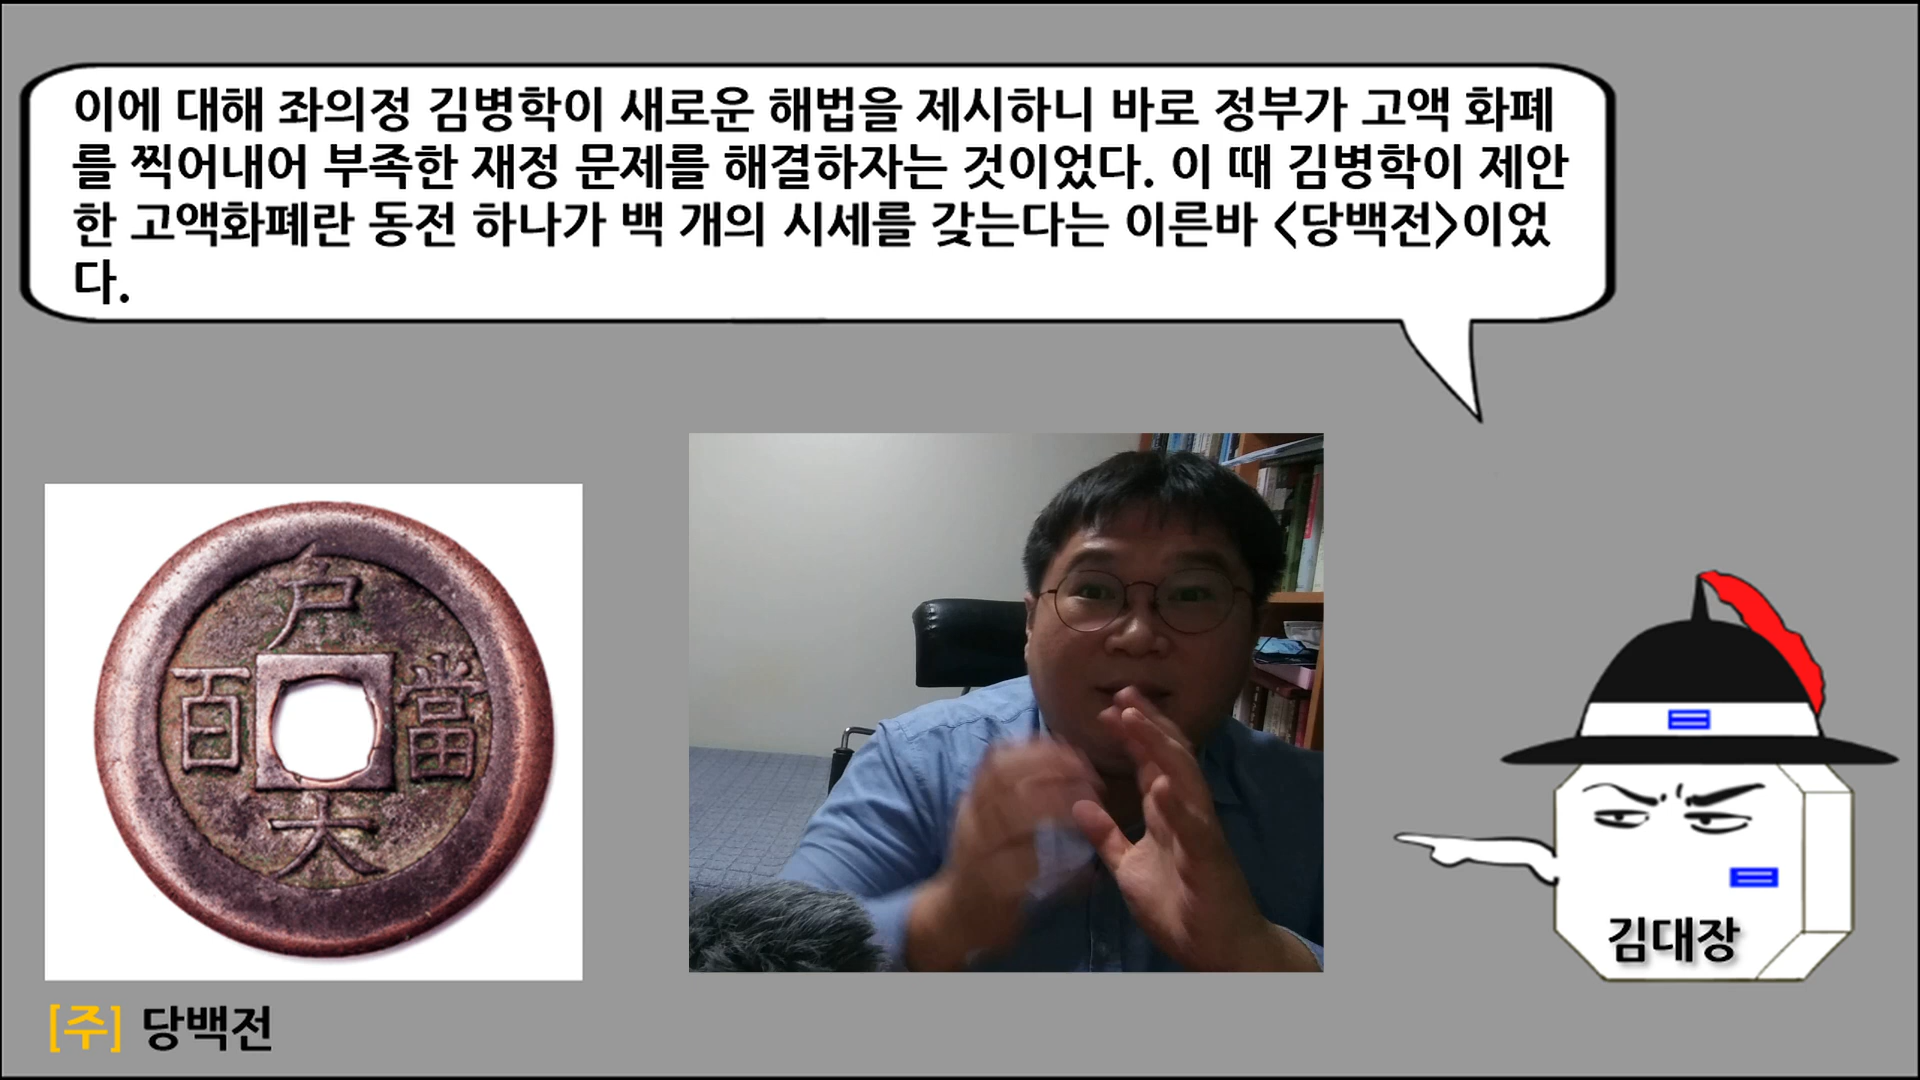 이에 대해 좌의정 김병학이 새로운 해법을 제시하니 바로 정부가 고액 화폐
를 찍어내어 부족한 재정 문제를 해결하자는 것이었다. 이 때 김병학이 제안
한 고액화폐란 동전 하나가 백 개의 시세를 갖는다는 이른바 <당백전>이었
다.
戶
百 當
大
김대장
[주] 당백전